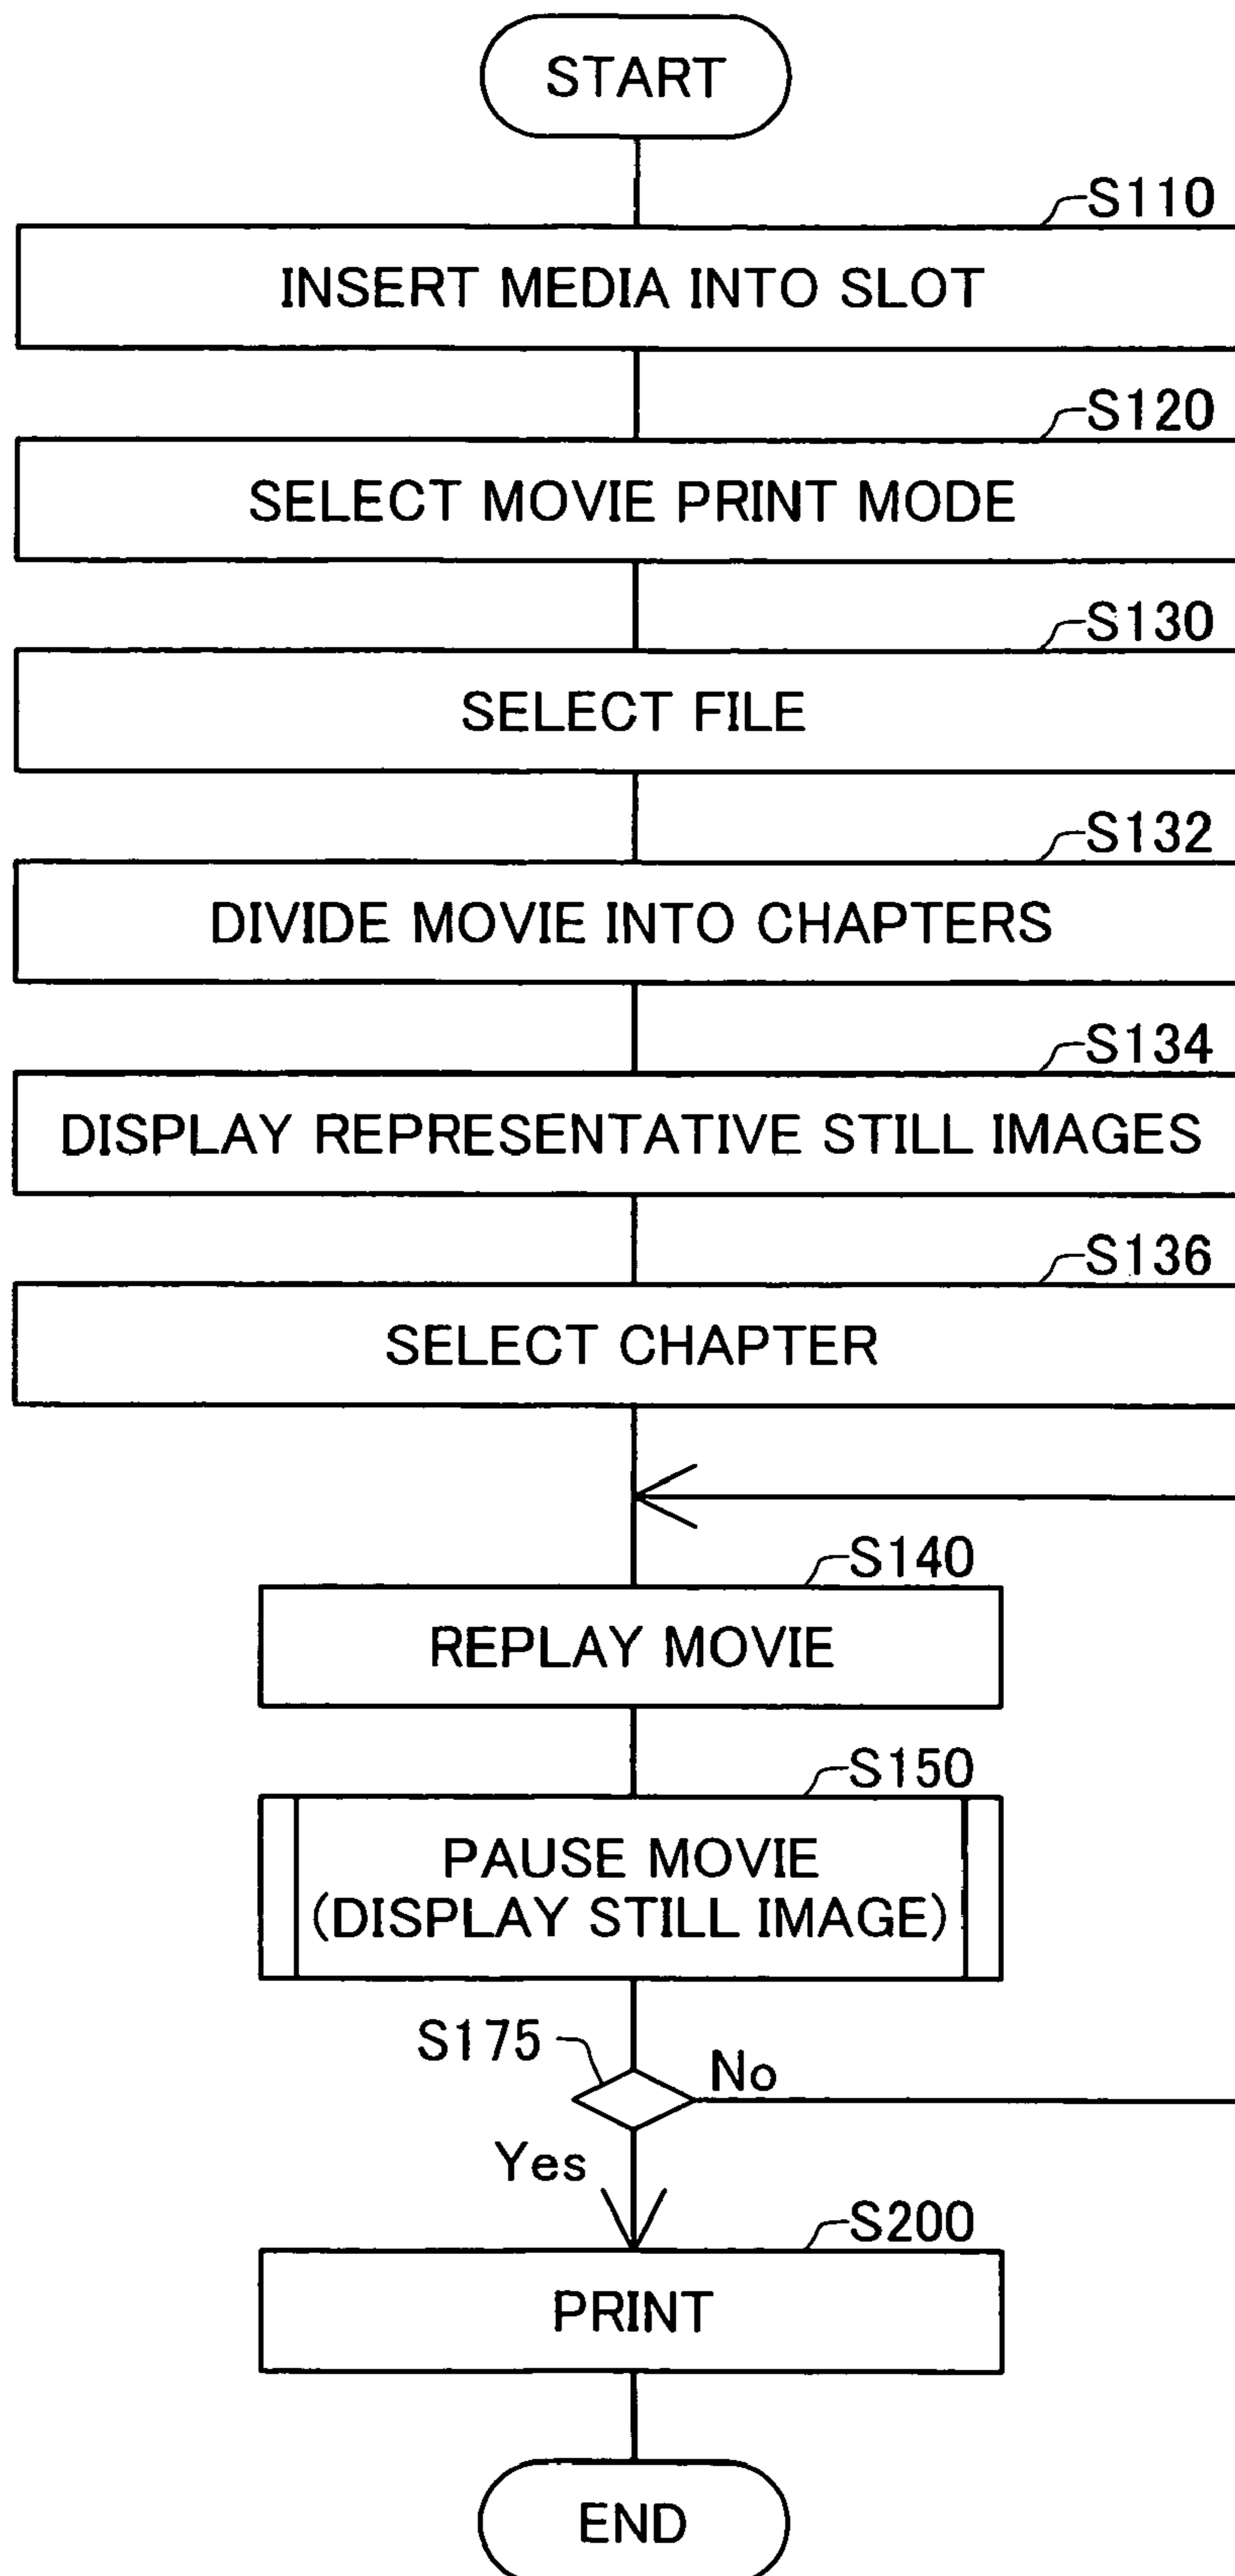 START
S110
INSERT MEDIA INTO SLOT
S120
SELECT MOVIE PRINT MODE
S130
SELECT FILE
S132
DIVIDE MOVIE INTO CHAPTERS
S134
DISPLAY REPRESENTATIVE STILL IMAGES
S136
SELECT CHAPTER
S140
REPLAY MOVIE
S150
PAUSE MOVIE
(DISPLAY STILL IMAGE)
S175
No
Yes
S200
PRINT
END